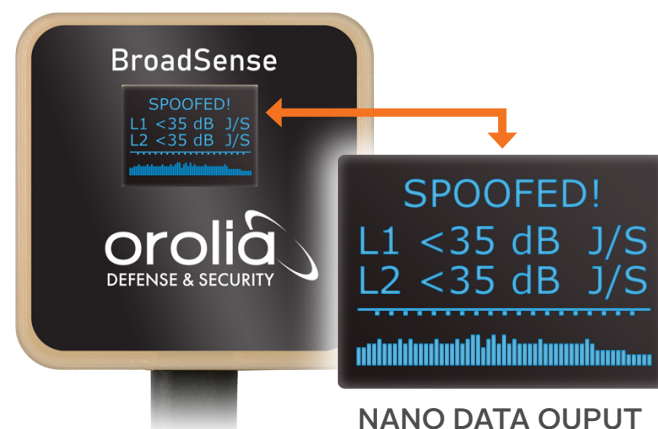 BroadSense
SPOOFED!
L1 <35 dB J/S
L2 <35 dB J/S
orolia
DEFENSE & SECURITY
SPOOFED!
L1 <35 dB J/S
L2 <35 dB J/S
NANO DATA OUPUT